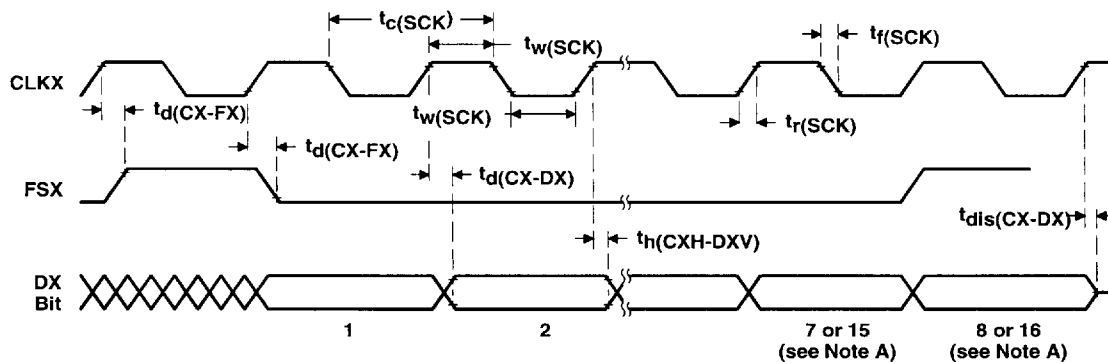 tc(SCK)
tw(SCK)
tf(SCK)
CLKX
td(CX-FX)
tw(SCK)
tr(SCK)
td(CX-FX)
FSX
td(CX-DX)
tdis(CX-DX)
th(CXH-DXV)
DX
Bit
1
2
7 or 15
(see Note A)
8 or 16
(see Note A)